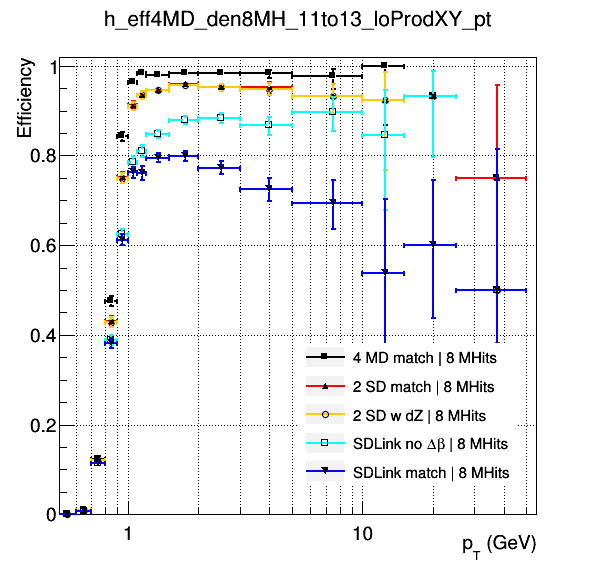 h_eff4MD_den8MH_11to13_loProdXY_pt
Efficiency
1
0.8
0.6
0.4
0.2
0
4 MD match | 8 MHits
2 SD match | 8 MHits
2 SD w dZ | 8 MHits
SDLink no Δβ | 8 MHits
SDLink match | 8 MHits
1
10
p_T (GeV)